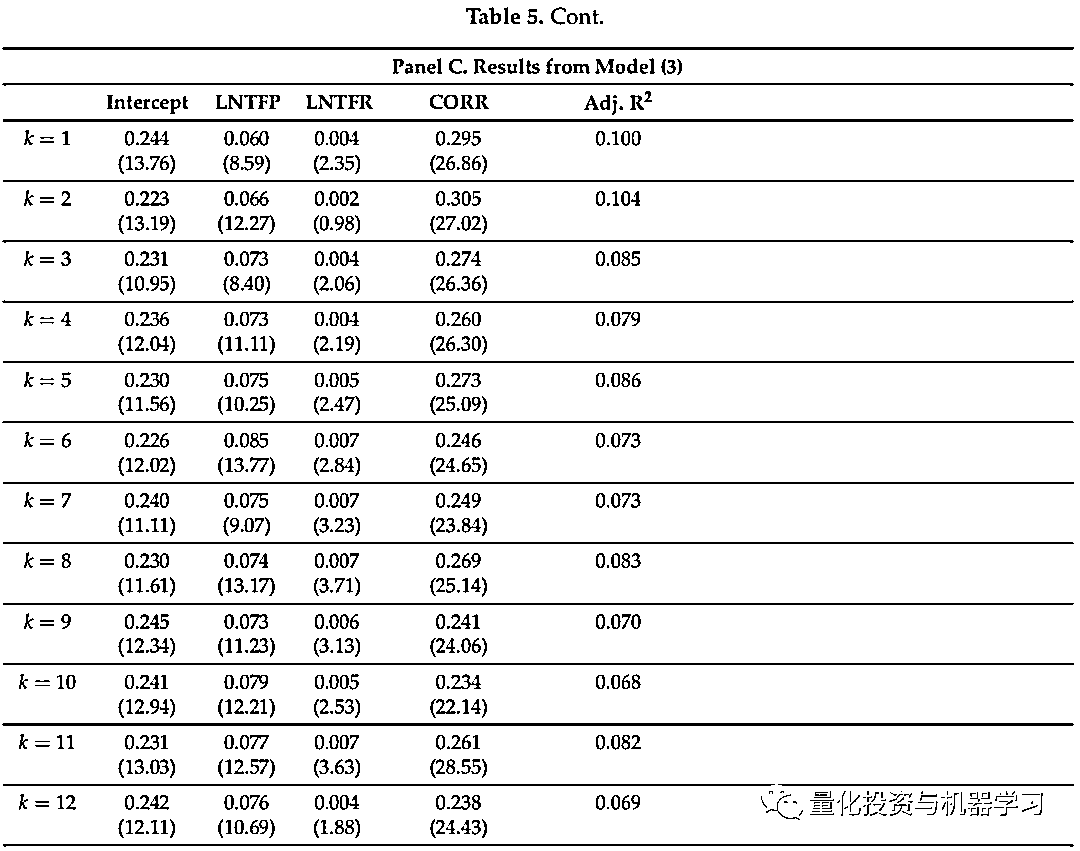 Table 5. Cont.
Panel C. Results from Model (3)
Intercept LNTFP LNTFR CORR Adj. R²
k = 1 0.244 0.060 0.004 0.295 0.100
(13.76) (8.59) (2.35) (26.86)
k = 2 0.223 0.066 0.002 0.305 0.104
(13.19) (12.27) (0.98) (27.02)
k = 3 0.231 0.073 0.004 0.274 0.085
(10.95) (8.40) (2.06) (26.36)
k = 4 0.236 0.073 0.004 0.260 0.079
(12.04) (11.11) (2.19) (26.30)
k = 5 0.230 0.075 0.005 0.273 0.086
(11.56) (10.25) (2.47) (25.09)
k = 6 0.226 0.085 0.007 0.246 0.073
(12.02) (13.77) (2.84) (24.65)
k = 7 0.240 0.075 0.007 0.249 0.073
(11.11) (9.07) (3.23) (23.84)
k = 8 0.230 0.074 0.007 0.269 0.083
(11.61) (13.17) (3.71) (25.14)
k = 9 0.245 0.073 0.006 0.241 0.070
(12.34) (11.23) (3.13) (24.06)
k = 10 0.241 0.079 0.005 0.234 0.068
(12.94) (12.21) (2.53) (22.14)
k = 11 0.231 0.077 0.007 0.261 0.082
(13.03) (12.57) (3.63) (28.55)
k = 12 0.242 0.076 0.004 0.238 0.069
(12.11) (10.69) (1.88) (24.43)
量化投资与机器学习